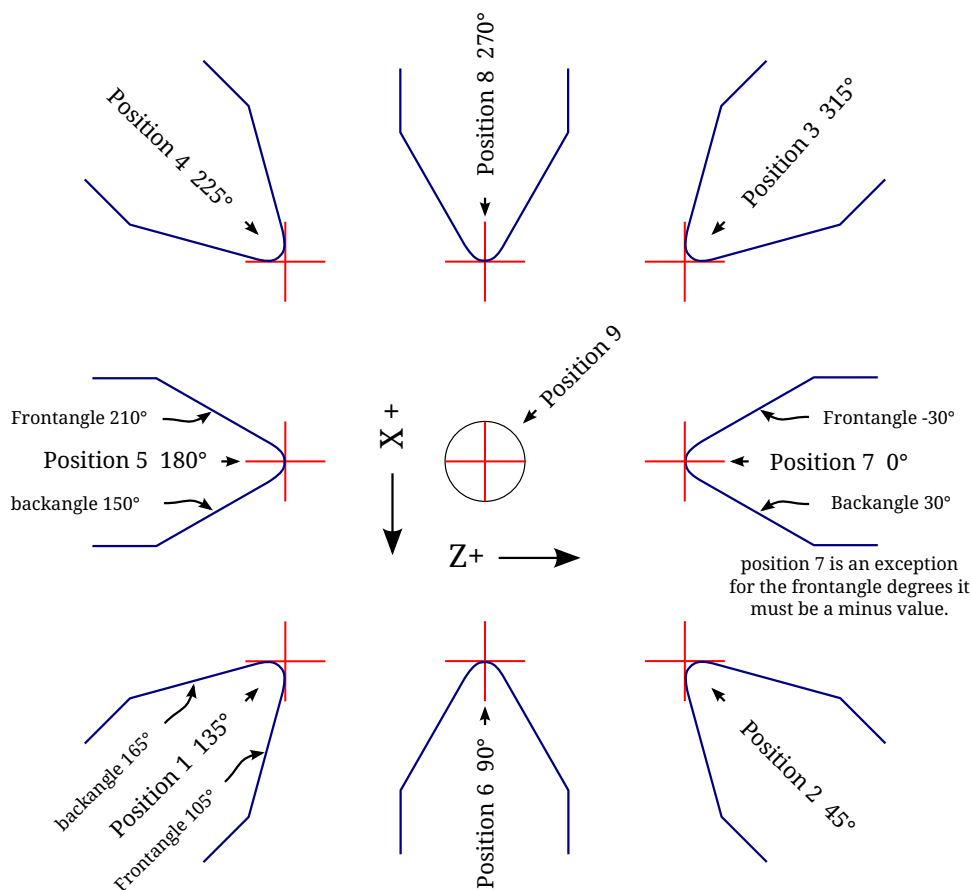 Position 4  225°
Position 8  270°
Position 3  315°
Position 9
X+
Frontangle 210°
Position 5  180°
backangle 150°
Frontangle -30°
Position 7  0°
Backangle 30°
Z+
position 7 is an exception
for the frontangle degrees it
must be a minus value.
backangle 165°
Position 1  135°
Frontangle 105°
Position 6  90°
Position 2  45°